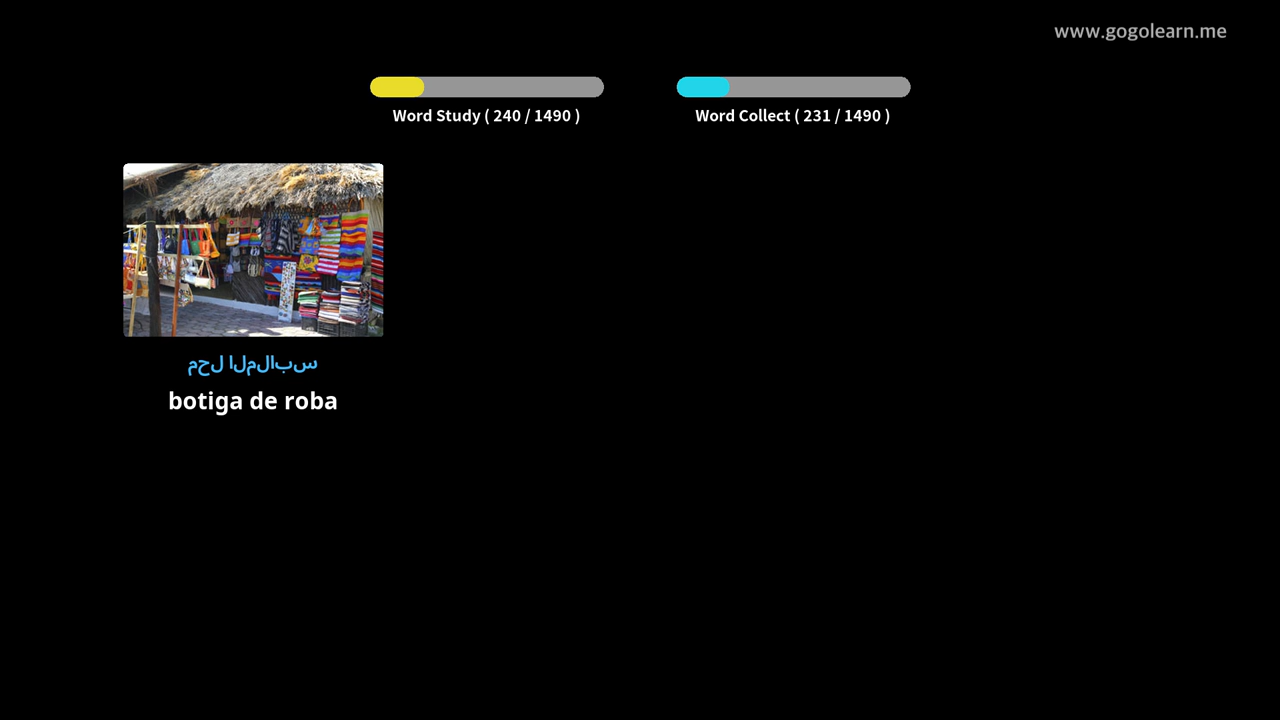 www.gogolearn.me
Word Study ( 240 / 1490 )
Word Collect ( 231 / 1490 )
محل الملابس
botiga de roba